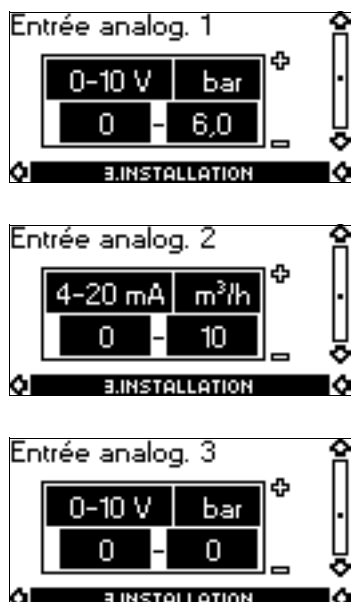 Entrée analog. 1
0-10 V bar
0 - 6,0
3.INSTALLATION
Entrée analog. 2
4-20 mA m³/h
0 - 10
3.INSTALLATION
Entrée analog. 3
0-10 V bar
0 - 0
3.INSTALLATION